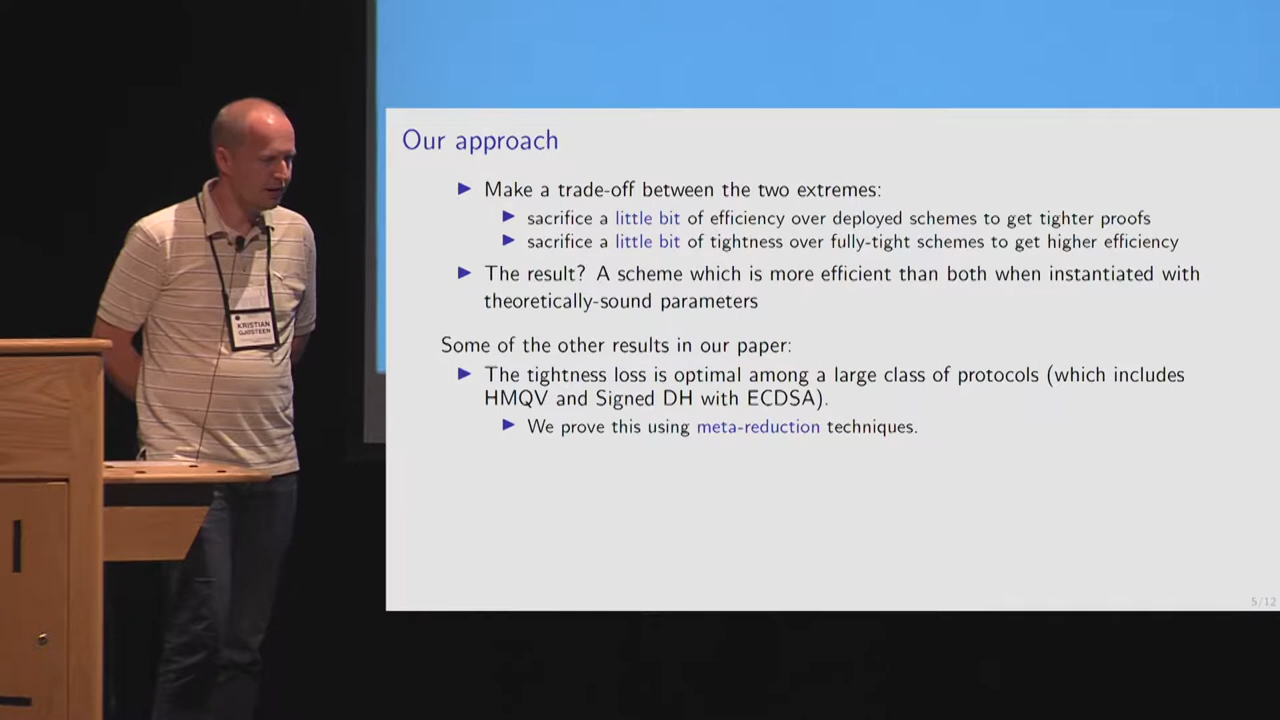 Our approach
Make a trade-off between the two extremes:
sacrifice a little bit of efficiency over deployed schemes to get tighter proofs
sacrifice a little bit of tightness over fully-tight schemes to get higher efficiency
The result? A scheme which is more efficient than both when instantiated with
theoretically-sound parameters
Some of the other results in our paper:
The tightness loss is optimal among a large class of protocols (which includes
HMQV and Signed DH with ECDSA).
We prove this using meta-reduction techniques.
5/12
KRISTIAN
GJØSTEEN